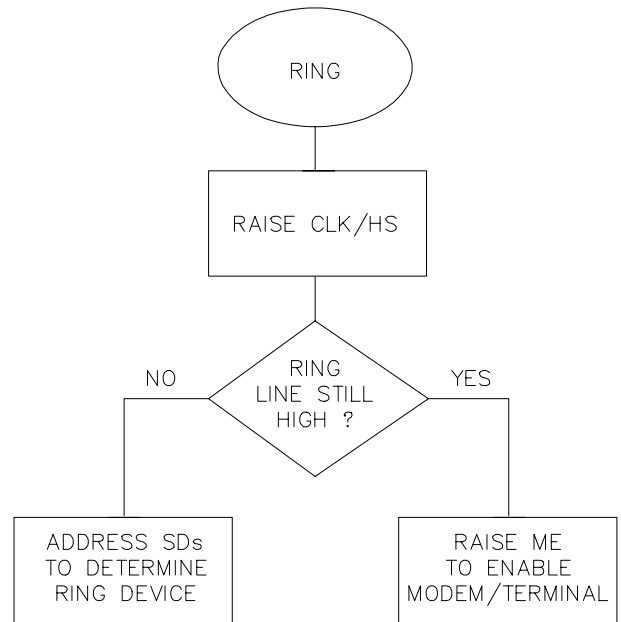 RING
RAISE CLK/HS
RING
LINE STILL
HIGH ?
NO
YES
ADDRESS SDs
TO DETERMINE
RING DEVICE
RAISE ME
TO ENABLE
MODEM/TERMINAL